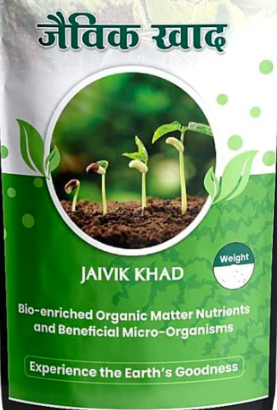 जैविक खाद
JAIVIK KHAD
Weight
Bio-enriched Organic Matter Nutrients
and Beneficial Micro-Organisms
Experience the Earth's Goodness